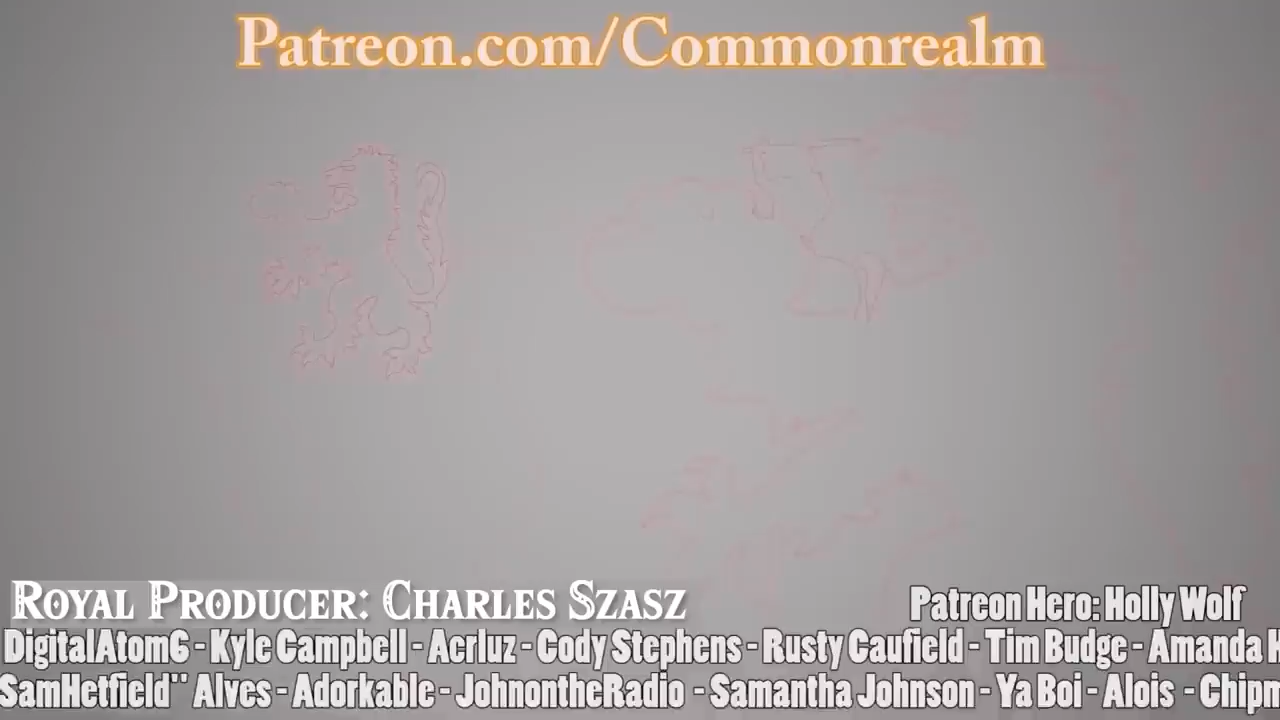 Patreon.com/Commonrealm
Royal Producer: Charles Szasz
Patreon Hero: Holly Wolf
DigitalAtom6 - Kyle Campbell - Acrluz - Cody Stephens - Rusty Caufield - Tim Budge - Amanda H
SamHetfield" Alves - Adorkable - JohnontheRadio - Samantha Johnson - Ya Boi - Alois - Chipm